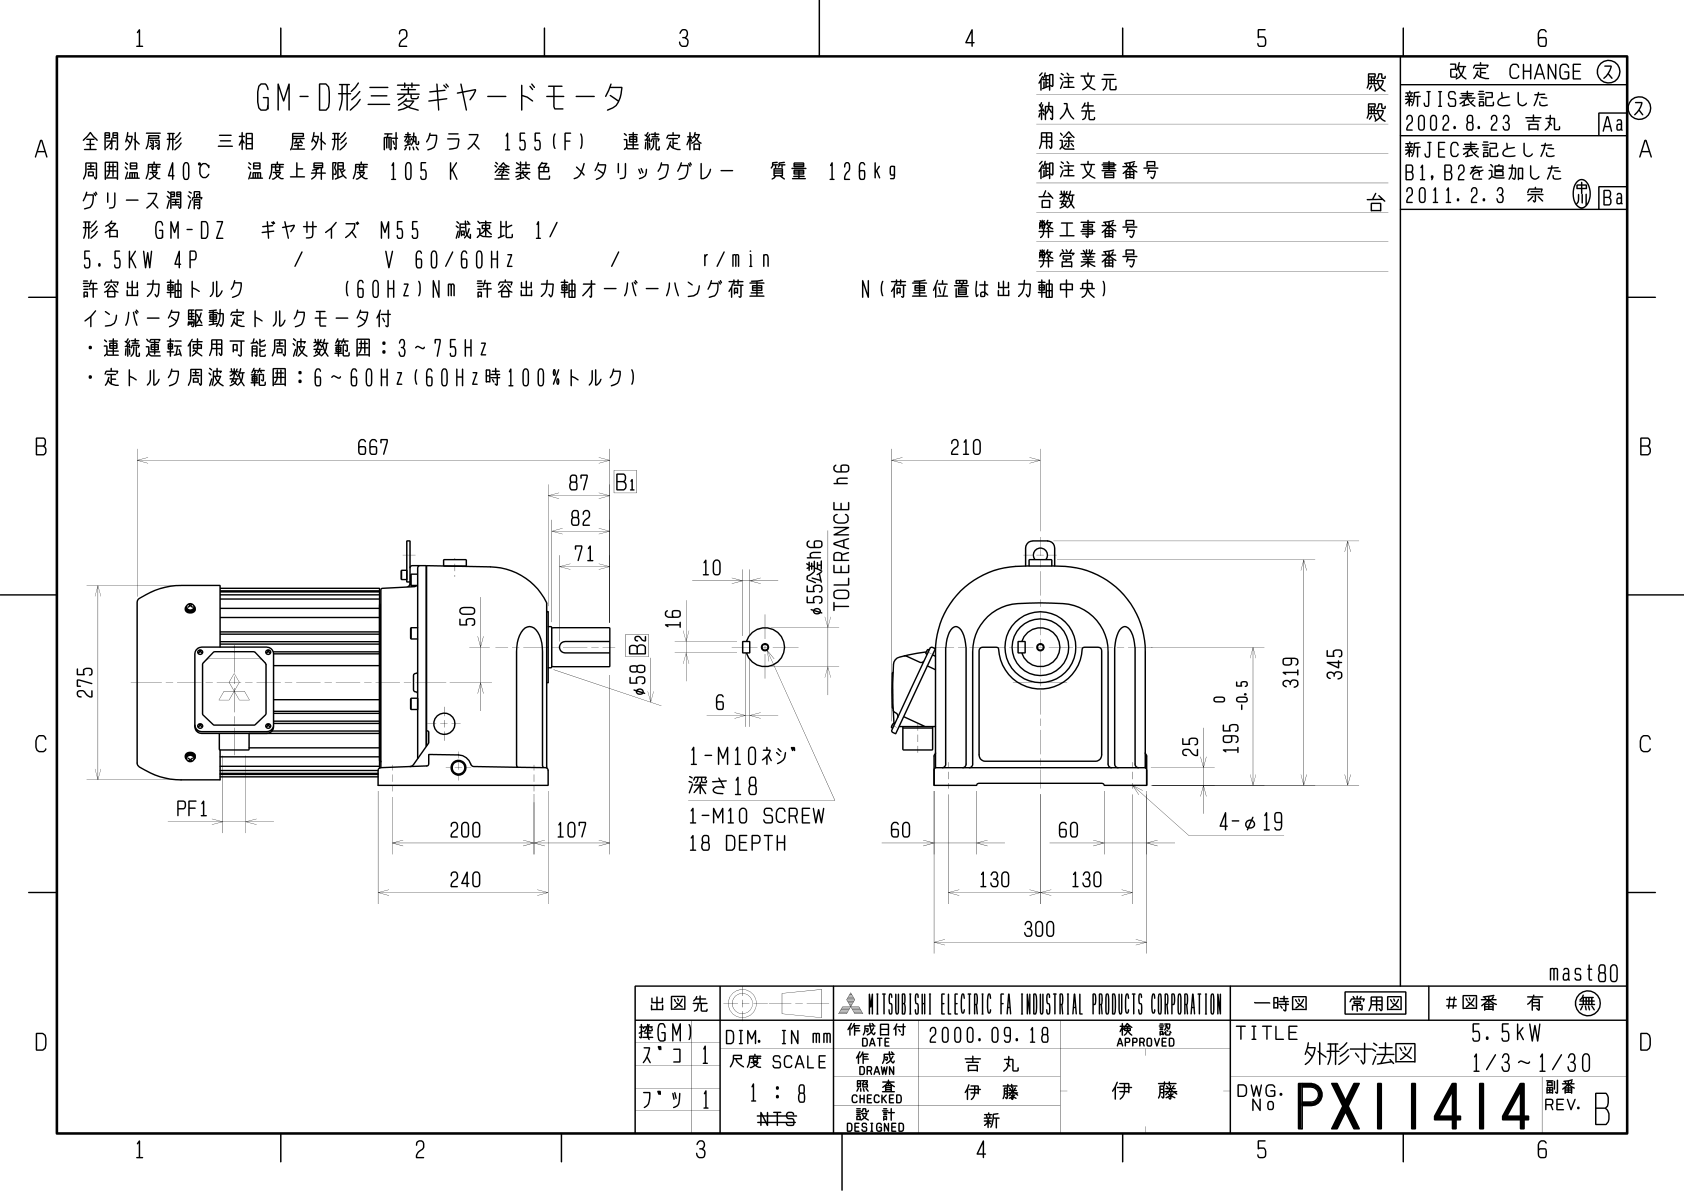 1 2 3 4 5 6
A
B
C
D
GM-D形三菱ギヤードモータ
全閉外扇形 三相 屋外形 耐熱クラス 155(F) 連続定格
周囲温度40℃ 温度上昇限度 105 K 塗装色 メタリックグレー 質量 126kg
グリース潤滑
形名 GM-DZ ギヤサイズ M55 減速比 1/
5.5KW 4P / V 60/60Hz / r/min
許容出力軸トルク (60Hz)Nm 許容出力軸オーバーハング荷重 N(荷重位置は出力軸中央)
インバータ駆動定トルクモータ付
・連続運転使用可能周波数範囲：3～75Hz
・定トルク周波数範囲：6～60Hz(60Hz時100%トルク)
御注文元 殿
納入先 殿
用途
御注文書番号
台数 台
弊工事番号
弊営業番号
改定 CHANGE ス
新JIS表記とした
2002.8.23 吉丸 Aa
ス
新JEC表記とした
B1,B2を追加した
2011.2.3 宗 Ba
A
B
C
D
667
87 B1
82
71
50
275
PF1
200 107
240
φ58 B2
10
16
6
φ55公差h6
TOLERANCE h6
1-M10ネジ
深さ18
1-M10 SCREW
18 DEPTH
210
345
319
195 0 -0.5
25
4-φ19
60 60
130 130
300
mast80
出図先
控GM)
スﾞコ 1
フﾞツ 1
DIM. IN mm
尺度 SCALE
1 : 8
NTS
MITSUBISHI ELECTRIC FA INDUSTRIAL PRODUCTS CORPORATION
作成日付 DATE 2000.09.18
作成 DRAWN 吉丸
照査 CHECKED 伊藤
設計 DESIGNED 新
検認 APPROVED
伊藤
一時図 常用図 #図番 有 無
TITLE 5.5kW
外形寸法図 1/3～1/30
DWG. No PX11414 副番 REV. B
1 2 3 4 5 6